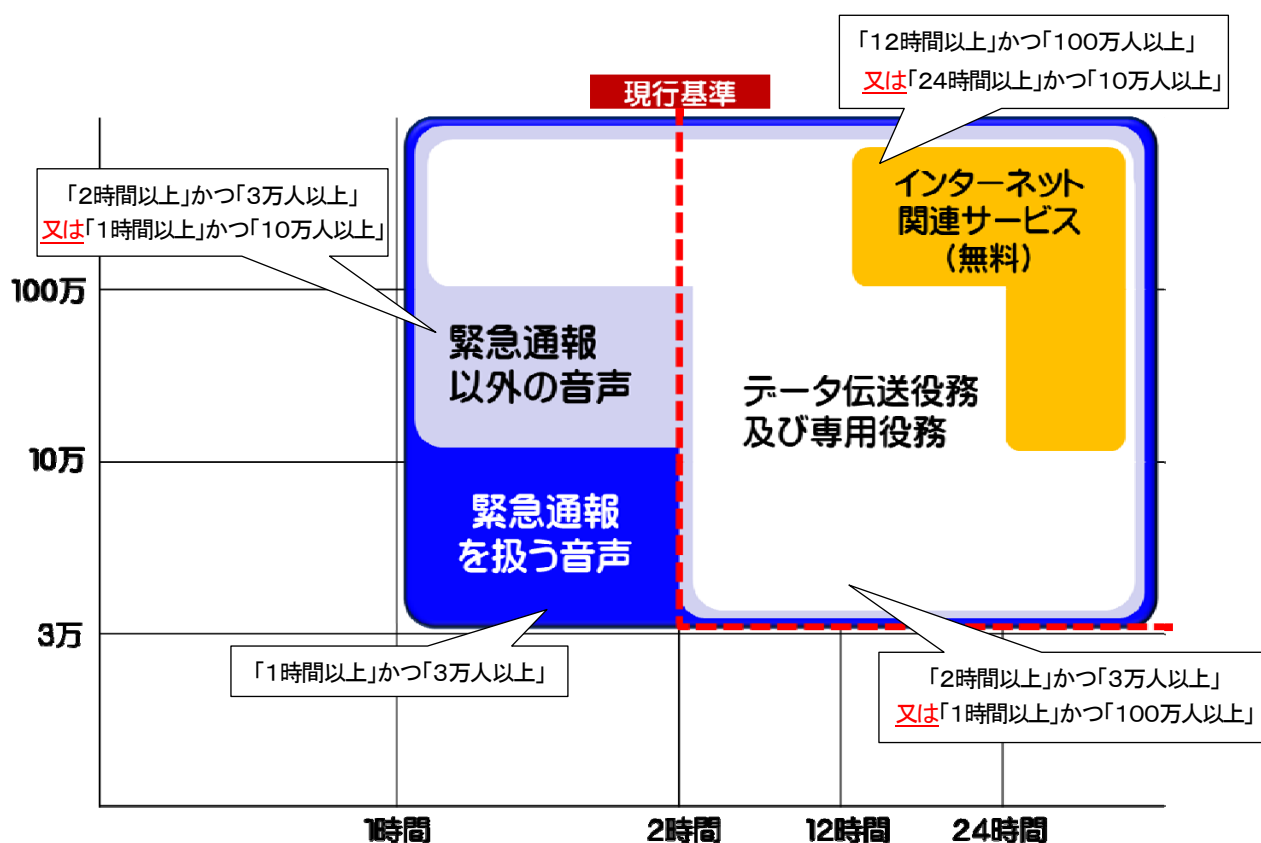 「12時間以上」かつ「100万人以上」
又は「24時間以上」かつ「10万人以上」
現行基準
「2時間以上」かつ「3万人以上」
又は「1時間以上」かつ「10万人以上」
インターネット
関連サービス
(無料)
100万
緊急通報
以外の音声
データ伝送役務
及び専用役務
10万
緊急通報
を扱う音声
3万
「1時間以上」かつ「3万人以上」
「2時間以上」かつ「3万人以上」
又は「1時間以上」かつ「100万人以上」
1時間
2時間
12時間
24時間